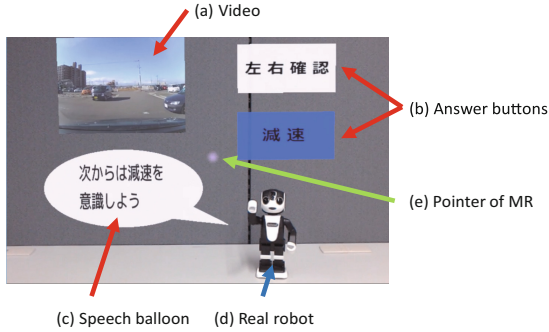 (a) Video
左右確認
(b) Answer buttons
減速
次からは減速を
意識しよう
(e) Pointer of MR
(c) Speech balloon
(d) Real robot